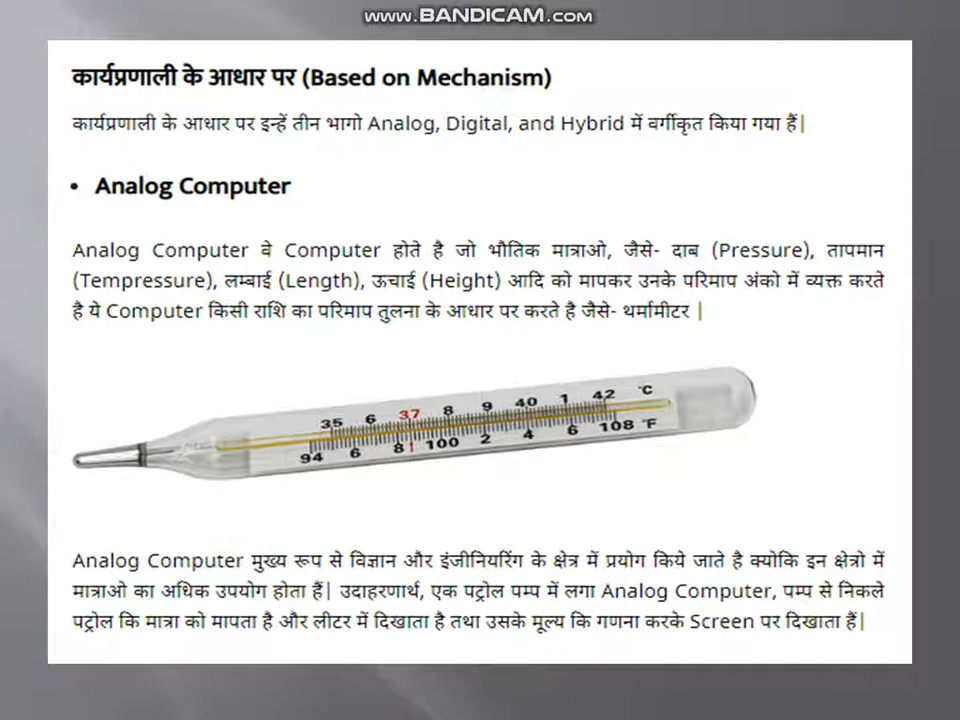 www.BANDICAM.com
कार्यप्रणाली के आधार पर (Based on Mechanism)
कार्यप्रणाली के आधार पर इन्हें तीन भागो Analog, Digital, and Hybrid में वर्गीकृत किया गया हैं|
• Analog Computer
Analog Computer वे Computer होते है जो भौतिक मात्राओ, जैसे- दाब (Pressure), तापमान
(Tempressure), लम्बाई (Length), ऊचाई (Height) आदि को मापकर उनके परिमाप अंको में व्यक्त करते
है ये Computer किसी राशि का परिमाप तुलना के आधार पर करते है जैसे- थर्मामीटर |
35 6 37 8 9 40 1 42 °C
94 6 8 100 2 4 6 108 °F
Analog Computer मुख्य रूप से विज्ञान और इंजीनियरिंग के क्षेत्र में प्रयोग किये जाते है क्योकि इन क्षेत्रो में
मात्राओ का अधिक उपयोग होता हैं| उदाहरणार्थ, एक पट्रोल पम्प में लगा Analog Computer, पम्प से निकले
पट्रोल कि मात्रा को मापता है और लीटर में दिखाता है तथा उसके मूल्य कि गणना करके Screen पर दिखाता हैं|